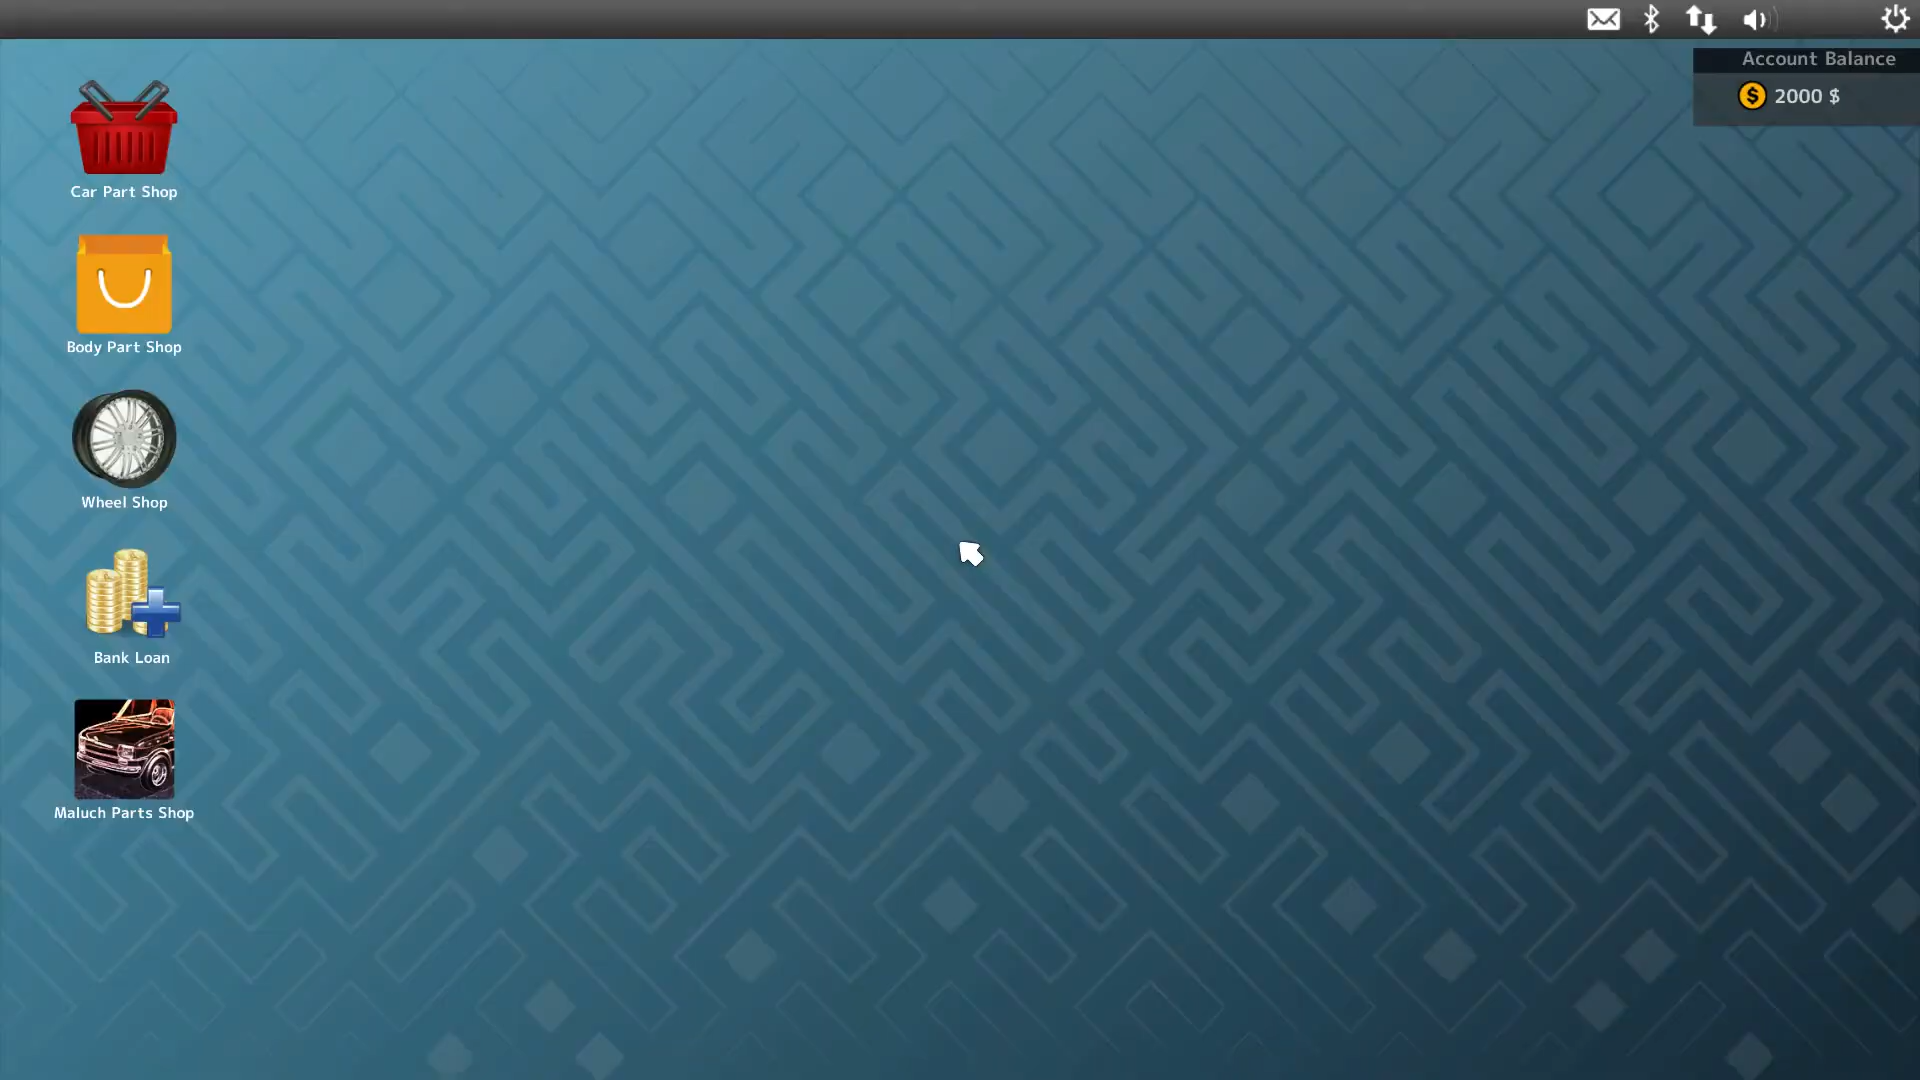 Account Balance
2000 $
Car Part Shop
Body Part Shop
Wheel Shop
Bank Loan
Maluch Parts Shop